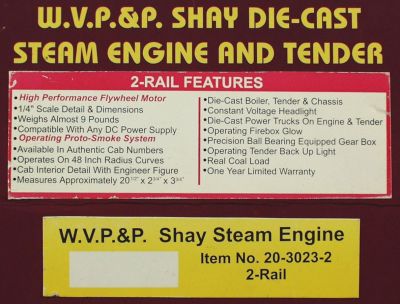 W.V.P.&P. SHAY DIE-CAST
STEAM ENGINE AND TENDER
2-RAIL FEATURES
•High Performance Flywheel Motor
•1/4" Scale Detail & Dimensions
•Weighs Almost 9 Pounds
•Compatible With Any DC Power Supply
•Operating Proto-Smoke System
•Available In Authentic Cab Numbers
•Operates On 48 Inch Radius Curves
•Cab Interior Detail With Engineer Figure
•Measures Approximately 20 1/2" x 2 3/4" x 3 3/4"
•Die-Cast Boiler, Tender & Chassis
•Constant Voltage Headlight
•Die-Cast Power Trucks On Engine & Tender
•Operating Firebox Glow
•Precision Ball Bearing Equipped Gear Box
•Operating Tender Back Up Light
•Real Coal Load
•One Year Limited Warranty
W.V.P.&P. Shay Steam Engine
Item No. 20-3023-2
2-Rail